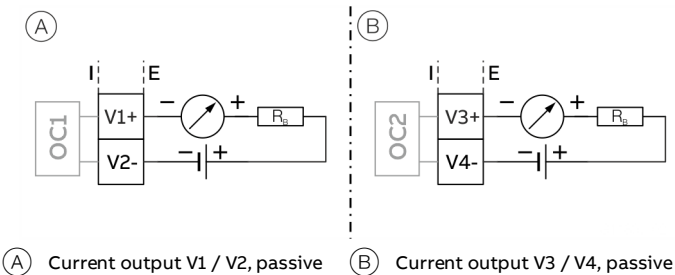 A
B
I E
I E
OC1 V1+ − + R_B
V2- − +
OC2 V3+ − + R_B
V4- − +
A Current output V1 / V2, passive
B Current output V3 / V4, passive